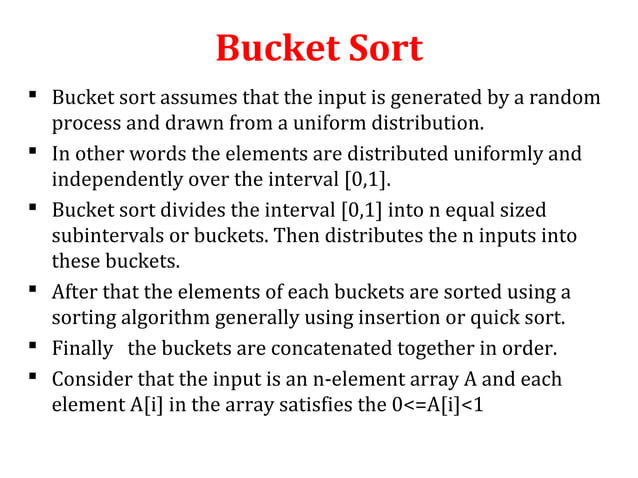 Bucket Sort
▪ Bucket sort assumes that the input is generated by a random
process and drawn from a uniform distribution.
▪ In other words the elements are distributed uniformly and
independently over the interval [0,1].
▪ Bucket sort divides the interval [0,1] into n equal sized
subintervals or buckets. Then distributes the n inputs into
these buckets.
▪ After that the elements of each buckets are sorted using a
sorting algorithm generally using insertion or quick sort.
▪ Finally   the buckets are concatenated together in order.
▪ Consider that the input is an n-element array A and each
element A[i] in the array satisfies the 0<=A[i]<1